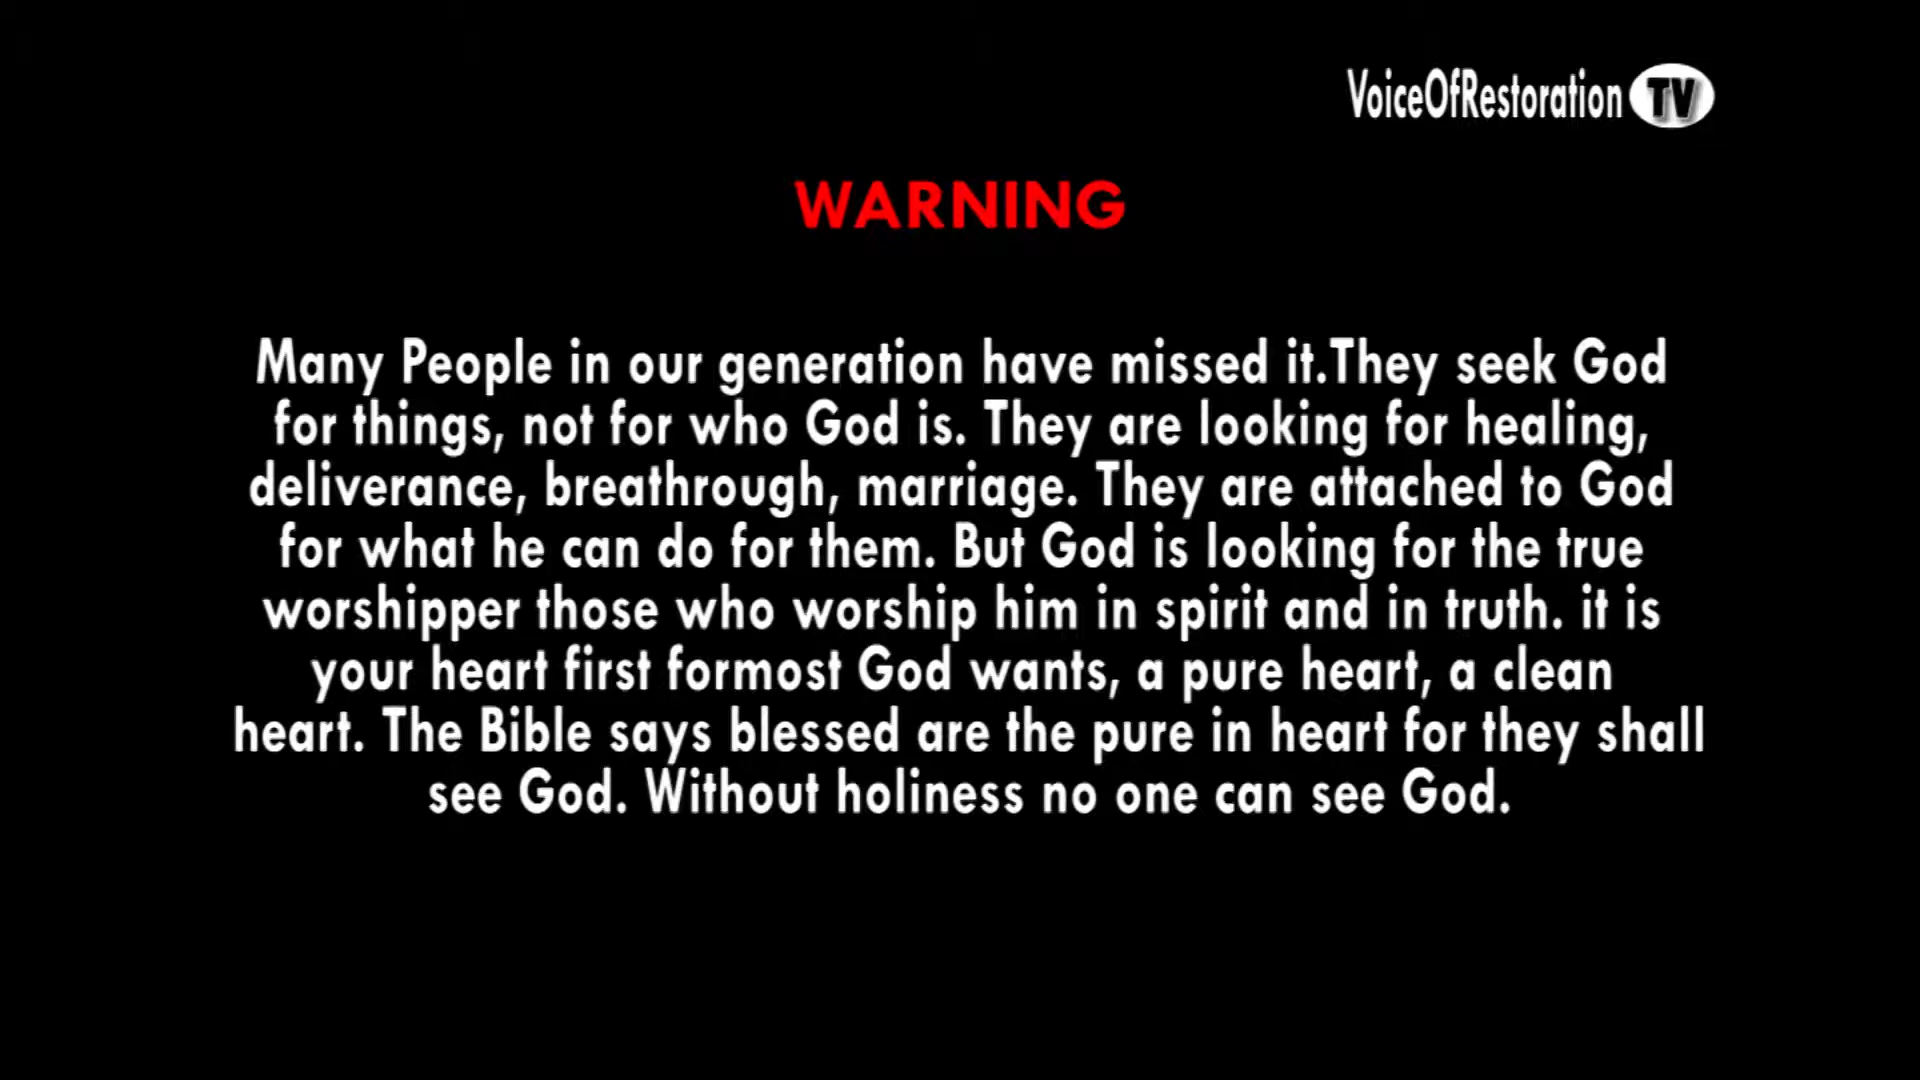 VoiceOfRestoration TV
WARNING
Many People in our generation have missed it.They seek God
for things, not for who God is. They are looking for healing,
deliverance, breathrough, marriage. They are attached to God
for what he can do for them. But God is looking for the true
worshipper those who worship him in spirit and in truth. it is
your heart first formost God wants, a pure heart, a clean
heart. The Bible says blessed are the pure in heart for they shall
see God. Without holiness no one can see God.